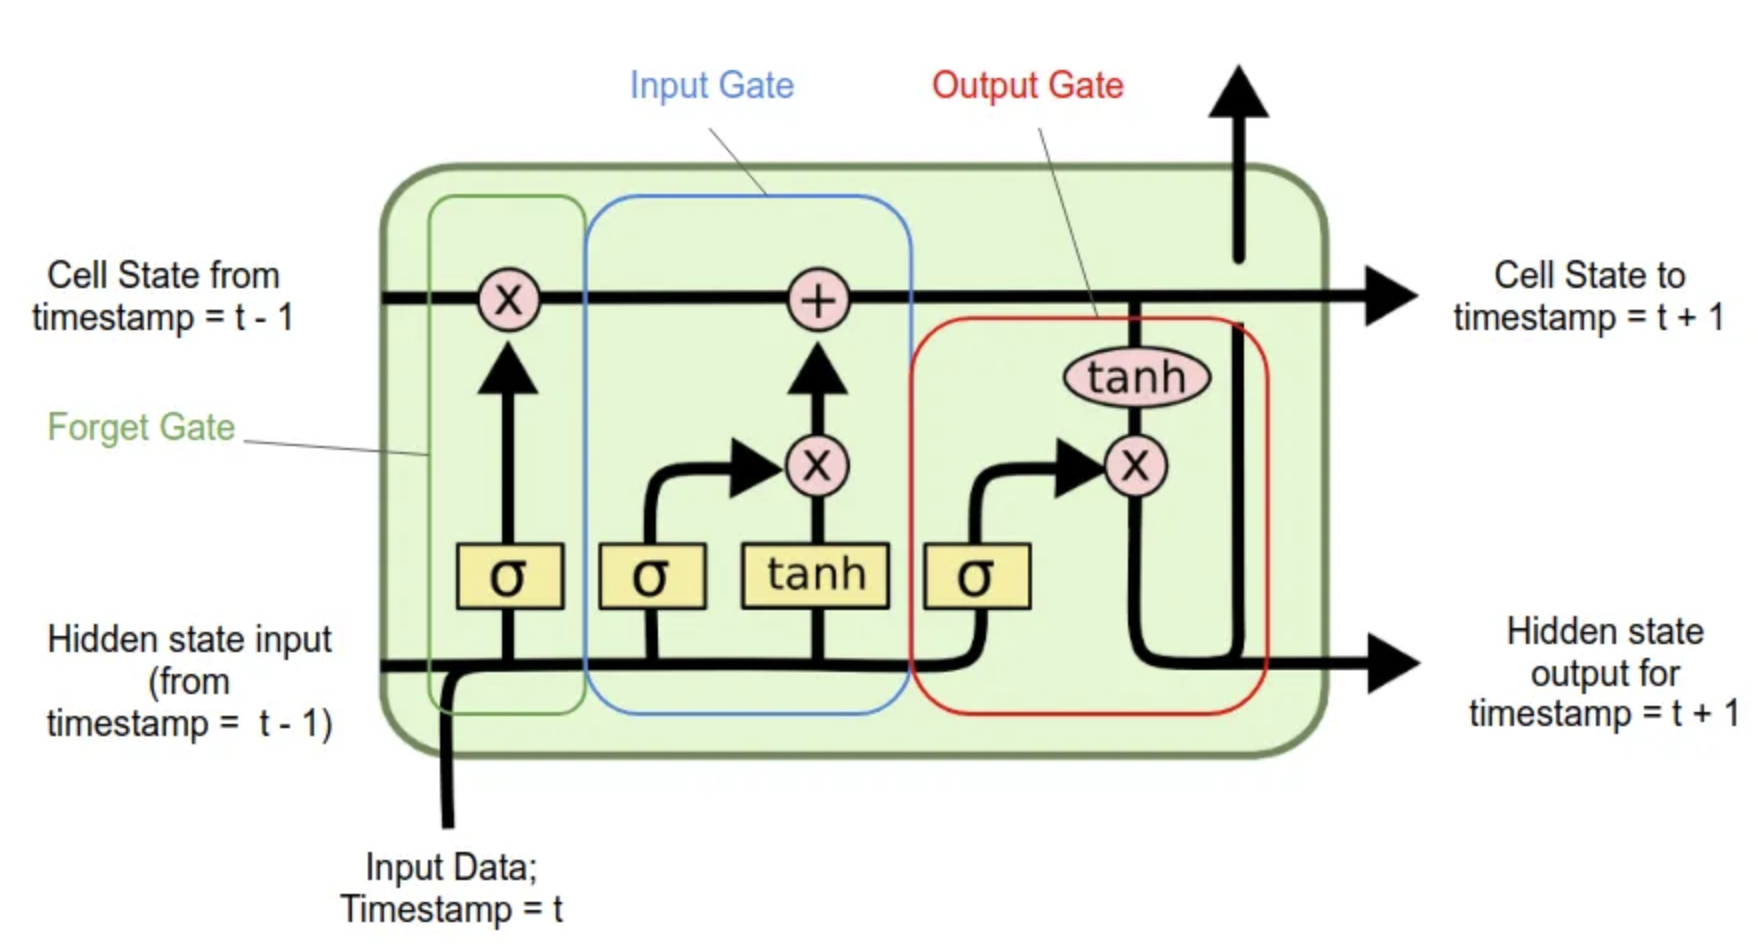 Input Gate
Output Gate
Cell State from
timestamp = t - 1
Cell State to
timestamp = t + 1
x
+
tanh
Forget Gate
x
x
σ
σ
tanh
σ
Hidden state input
(from
timestamp =  t - 1)
Hidden state
output for
timestamp = t + 1
Input Data;
Timestamp = t